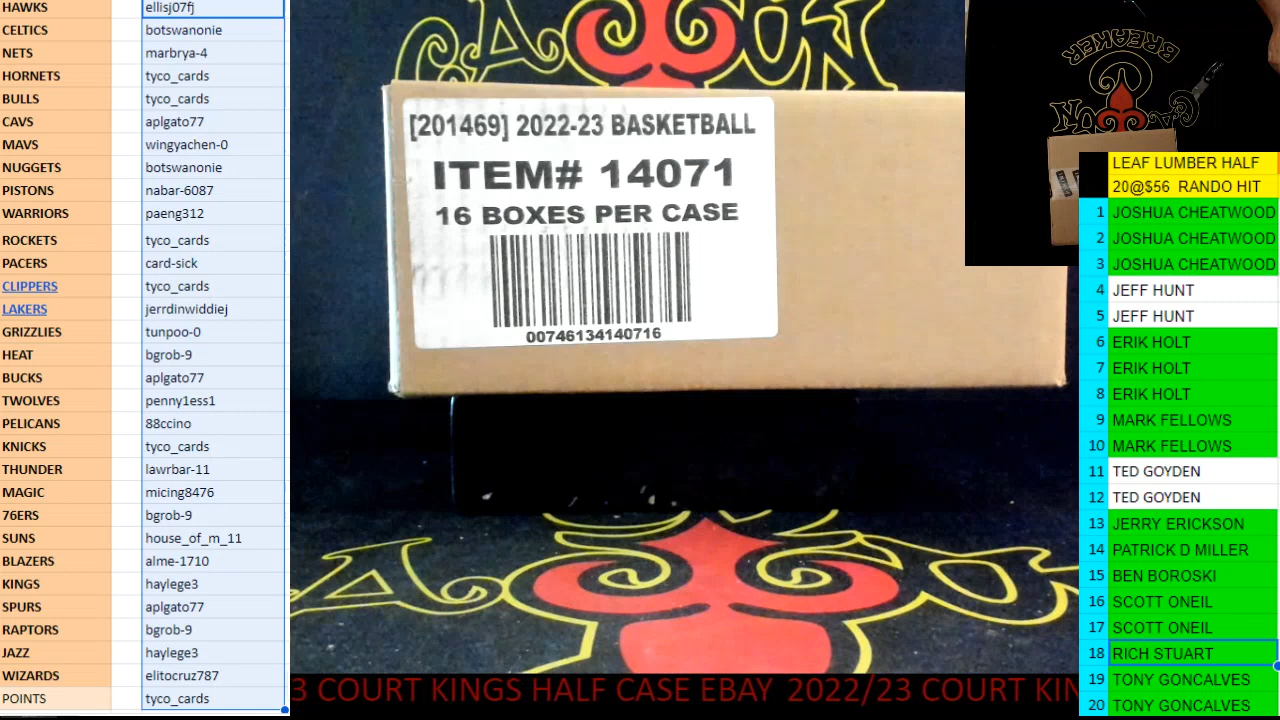 HAWKS ellisj07fj
CELTICS botswanonie
NETS marbrya-4
HORNETS tyco_cards
BULLS tyco_cards
CAVS aplgato77
MAVS wingyachen-0
NUGGETS botswanonie
PISTONS nabar-6087
WARRIORS paeng312
ROCKETS tyco_cards
PACERS card-sick
CLIPPERS tyco_cards
LAKERS jerrdinwiddiej
GRIZZLIES tunpoo-0
HEAT bgrob-9
BUCKS aplgato77
TWOLVES penny1ess1
PELICANS 88ccino
KNICKS tyco_cards
THUNDER lawrbar-11
MAGIC micing8476
76ERS bgrob-9
SUNS house_of_m_11
BLAZERS alme-1710
KINGS haylege3
SPURS aplgato77
RAPTORS bgrob-9
JAZZ haylege3
WIZARDS elitocruz787
POINTS tyco_cards
[201469] 2022-23 BASKETBALL
ITEM# 14071
16 BOXES PER CASE
00746134140716
BREAKER
LEAF LUMBER HALF
20@$56 RANDO HIT
1 JOSHUA CHEATWOOD
2 JOSHUA CHEATWOOD
3 JOSHUA CHEATWOOD
4 JEFF HUNT
5 JEFF HUNT
6 ERIK HOLT
7 ERIK HOLT
8 ERIK HOLT
9 MARK FELLOWS
10 MARK FELLOWS
11 TED GOYDEN
12 TED GOYDEN
13 JERRY ERICKSON
14 PATRICK D MILLER
15 BEN BOROSKI
16 SCOTT ONEIL
17 SCOTT ONEIL
18 RICH STUART
19 TONY GONCALVES
20 TONY GONCALVES
3 COURT KINGS HALF CASE EBAY 2022/23 COURT KIN